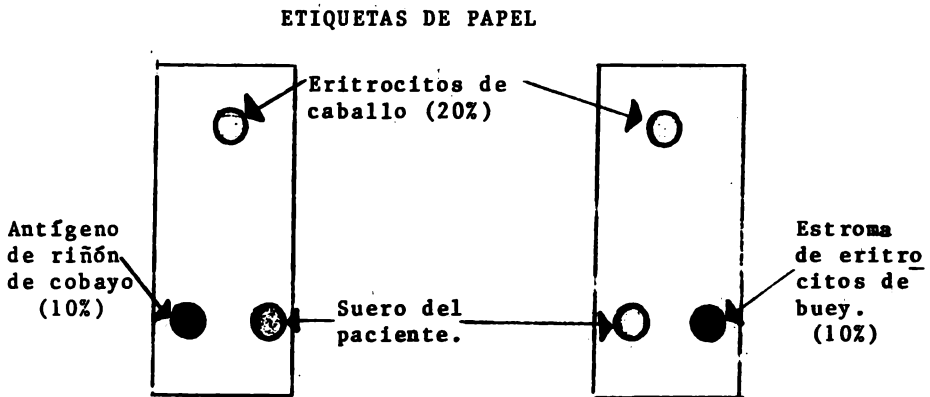 ETIQUETAS DE PAPEL
Eritrocitos de
caballo (20%)
Antígeno
de riñón
de cobayo
(10%)
Suero del
paciente.
Estroma
de eritro
citos de
buey.
(10%)